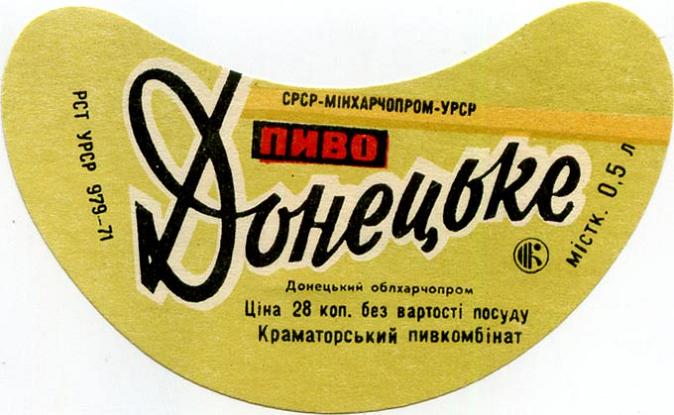 РСТ УРСР 979-71
СРСР-МІНХАРЧОПРОМ-УРСР
ПИВО
Донецьке
містк. 0,5 л
Донецький облхарчопром
Ціна 28 коп. без вартості посуду
Краматорський пивкомбінат